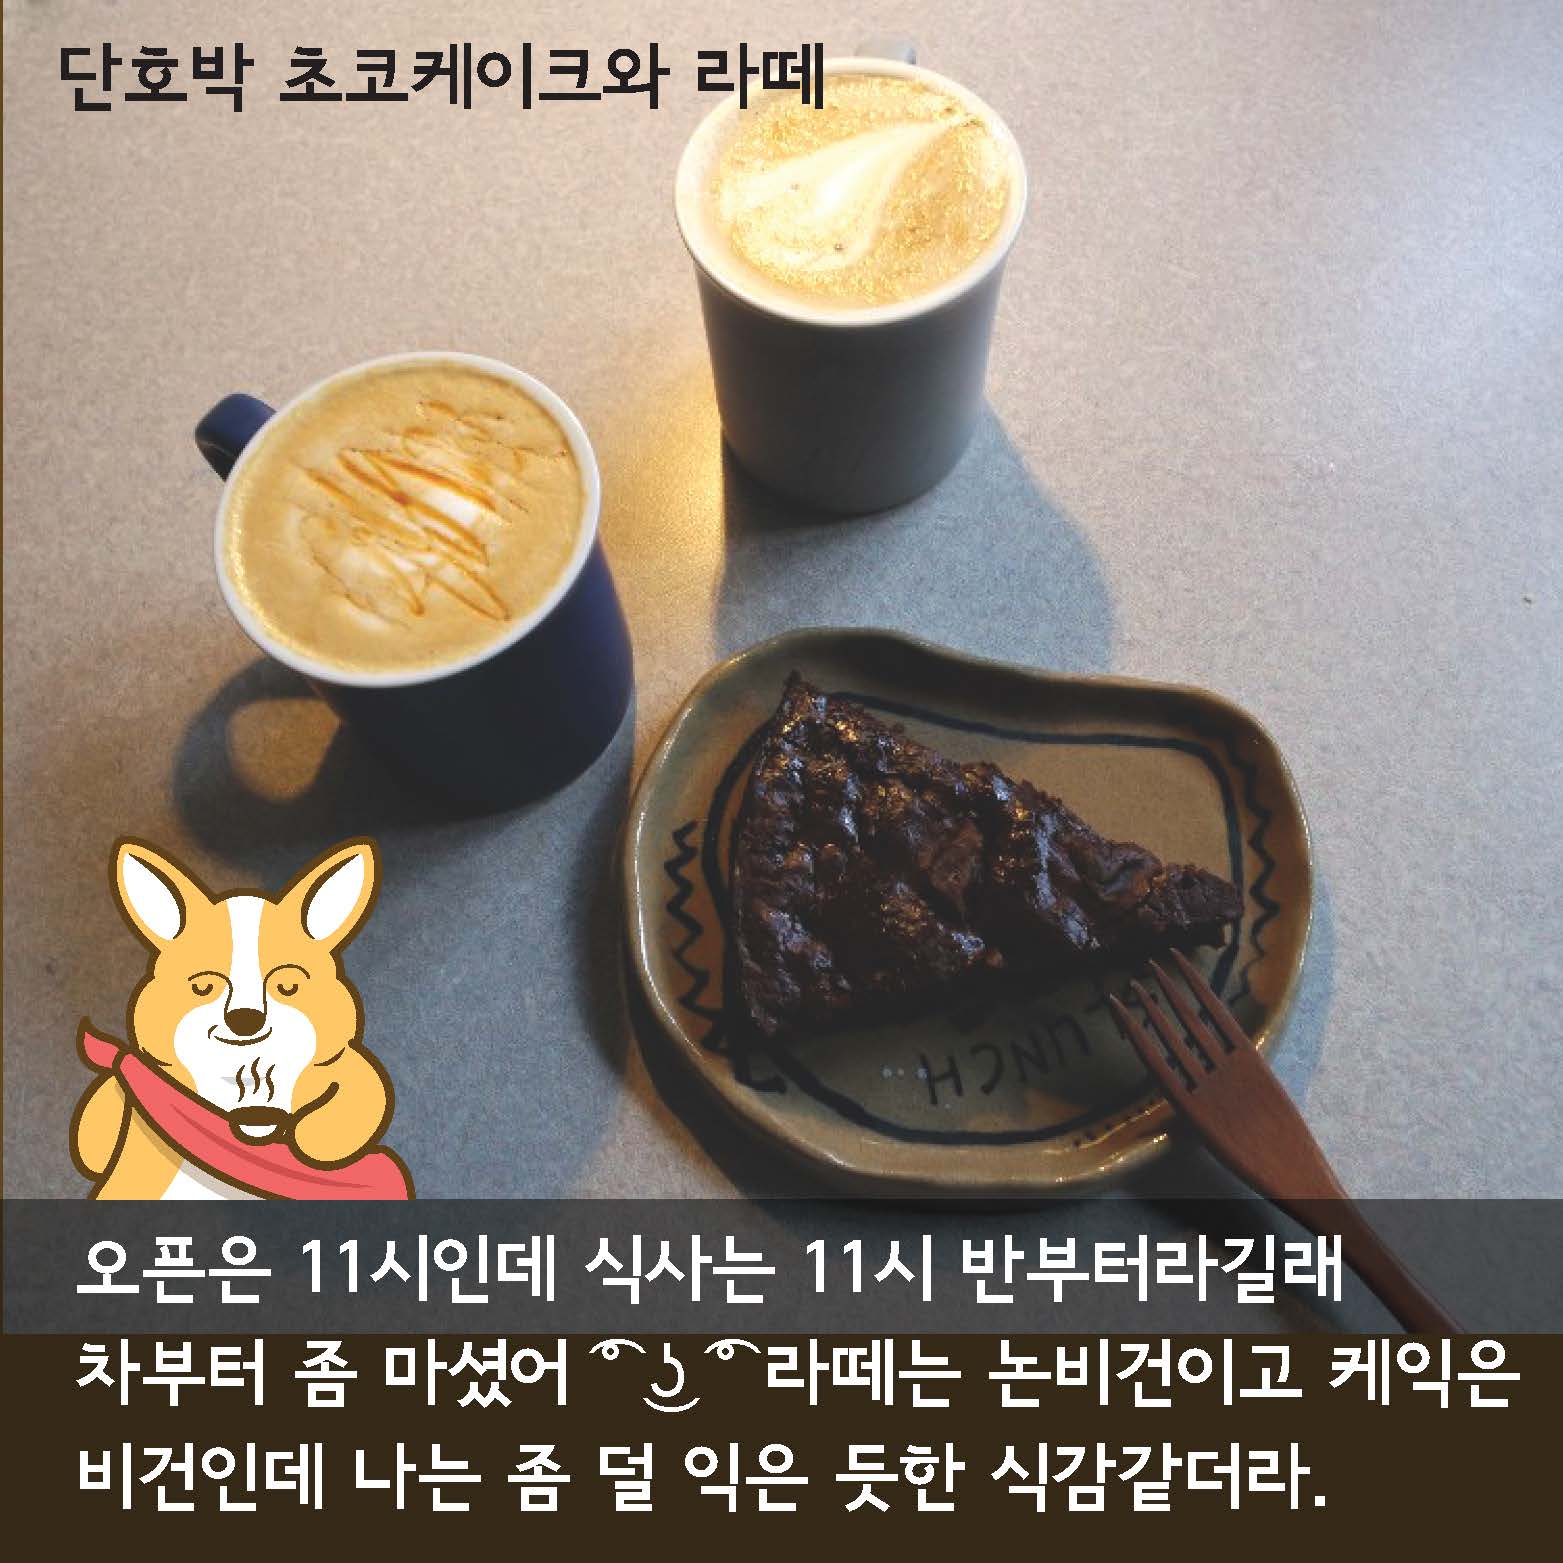 단호박 초코케이크와 라떼
LUNCH
오픈은 11시인데 식사는 11시 반부터라길래
차부터 좀 마셨어 ͡° ͜ʖ ͡°라떼는 논비건이고 케익은
비건인데 나는 좀 덜 익은 듯한 식감같더라.